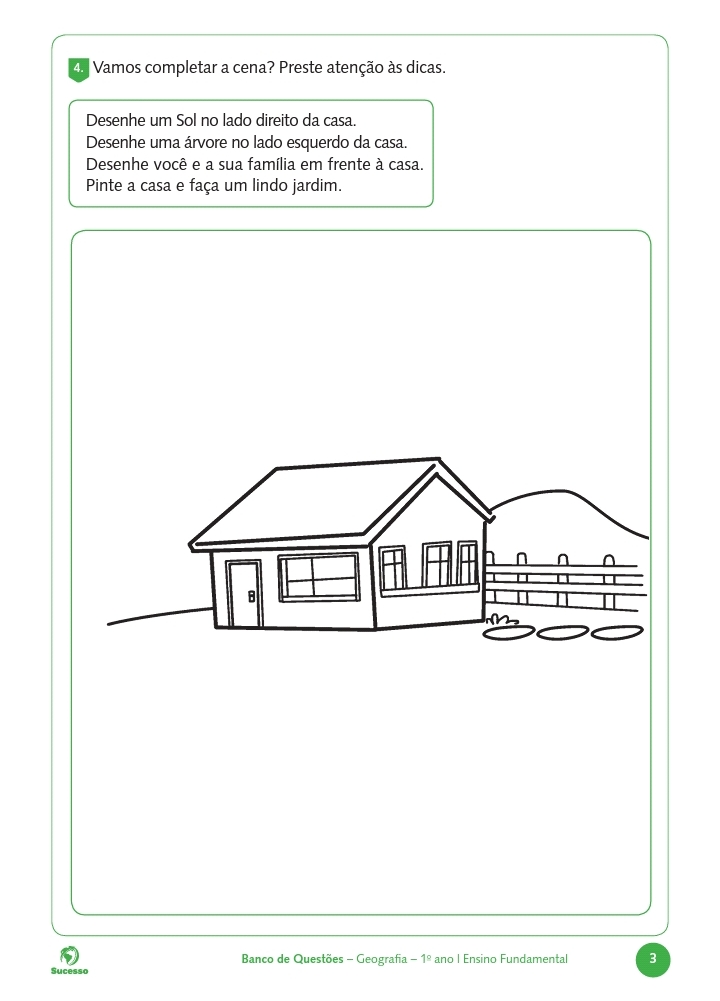 4. Vamos completar a cena? Preste atenção às dicas.
Desenhe um Sol no lado direito da casa.
Desenhe uma árvore no lado esquerdo da casa.
Desenhe você e a sua família em frente à casa.
Pinte a casa e faça um lindo jardim.
Sucesso
Banco de Questões – Geografia – 1º ano | Ensino Fundamental
3